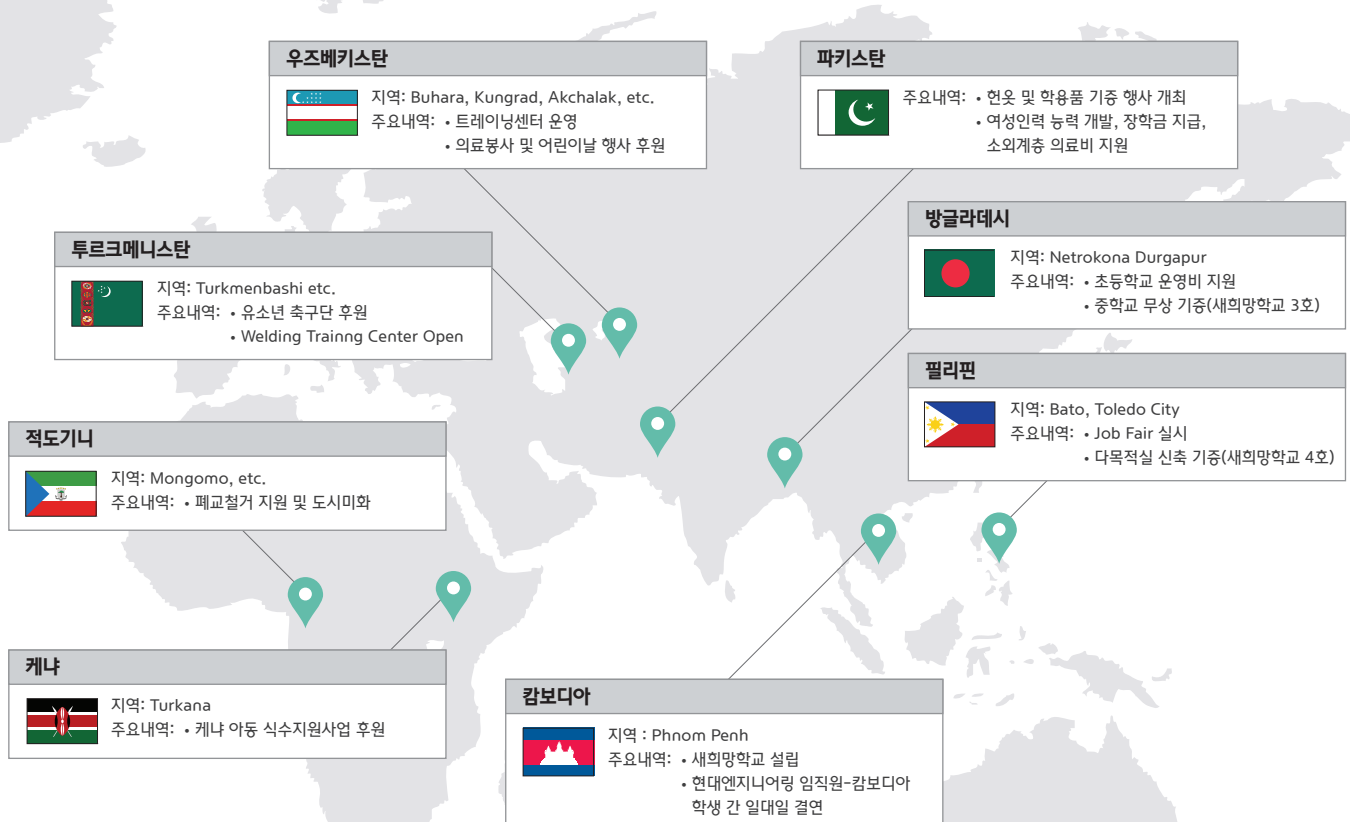 우즈베키스탄
지역: Buhara, Kungrad, Akchalak, etc.
주요내역: • 트레이닝센터 운영
• 의료봉사 및 어린이날 행사 후원
파키스탄
주요내역: • 헌옷 및 학용품 기증 행사 개최
• 여성인력 능력 개발, 장학금 지급,
소외계층 의료비 지원
방글라데시
지역: Netrokona Durgapur
주요내역: • 초등학교 운영비 지원
• 중학교 무상 기증(새희망학교 3호)
투르크메니스탄
지역: Turkmenbashi etc.
주요내역: • 유소년 축구단 후원
• Welding Trainng Center Open
필리핀
지역: Bato, Toledo City
주요내역: • Job Fair 실시
• 다목적실 신축 기증(새희망학교 4호)
적도기니
지역: Mongomo, etc.
주요내역: • 폐교철거 지원 및 도시미화
케냐
지역: Turkana
주요내역: • 케냐 아동 식수지원사업 후원
캄보디아
지역 : Phnom Penh
주요내역: • 새희망학교 설립
• 현대엔지니어링 임직원-캄보디아
학생 간 일대일 결연